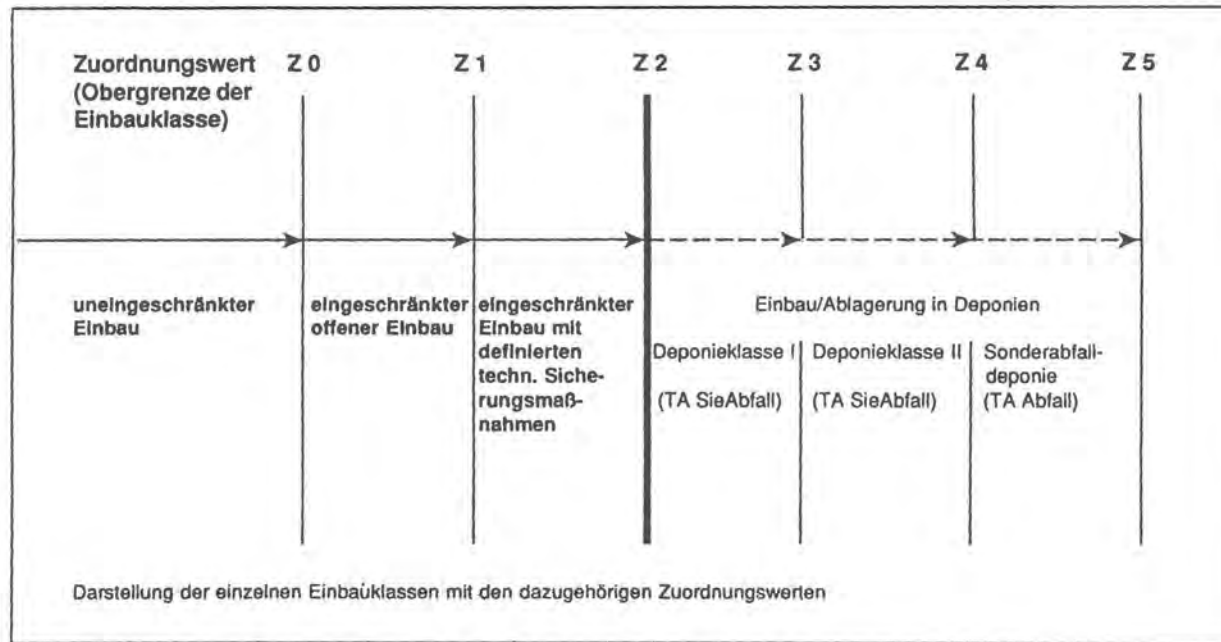 Zuordnungswert Z 0 Z 1 Z 2 Z 3 Z 4 Z 5
(Obergrenze der
Einbauklasse)
uneingeschränkter
Einbau
eingeschränkter
offener Einbau
eingeschränkter
Einbau mit
definierten
techn. Siche-
rungsmaß-
nahmen
Einbau/Ablagerung in Deponien
Deponieklasse I
(TA SieAbfall)
Deponieklasse II
(TA SieAbfall)
Sonderabfall-
deponie
(TA Abfall)
Darstellung der einzelnen Einbauklassen mit den dazugehörigen Zuordnungswerten